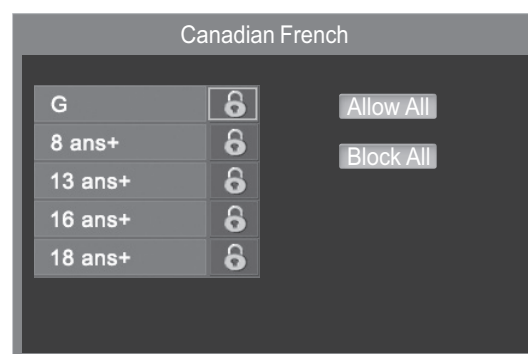 Canadian French
G
Allow All
8 ans+
Block All
13 ans+
16 ans+
18 ans+